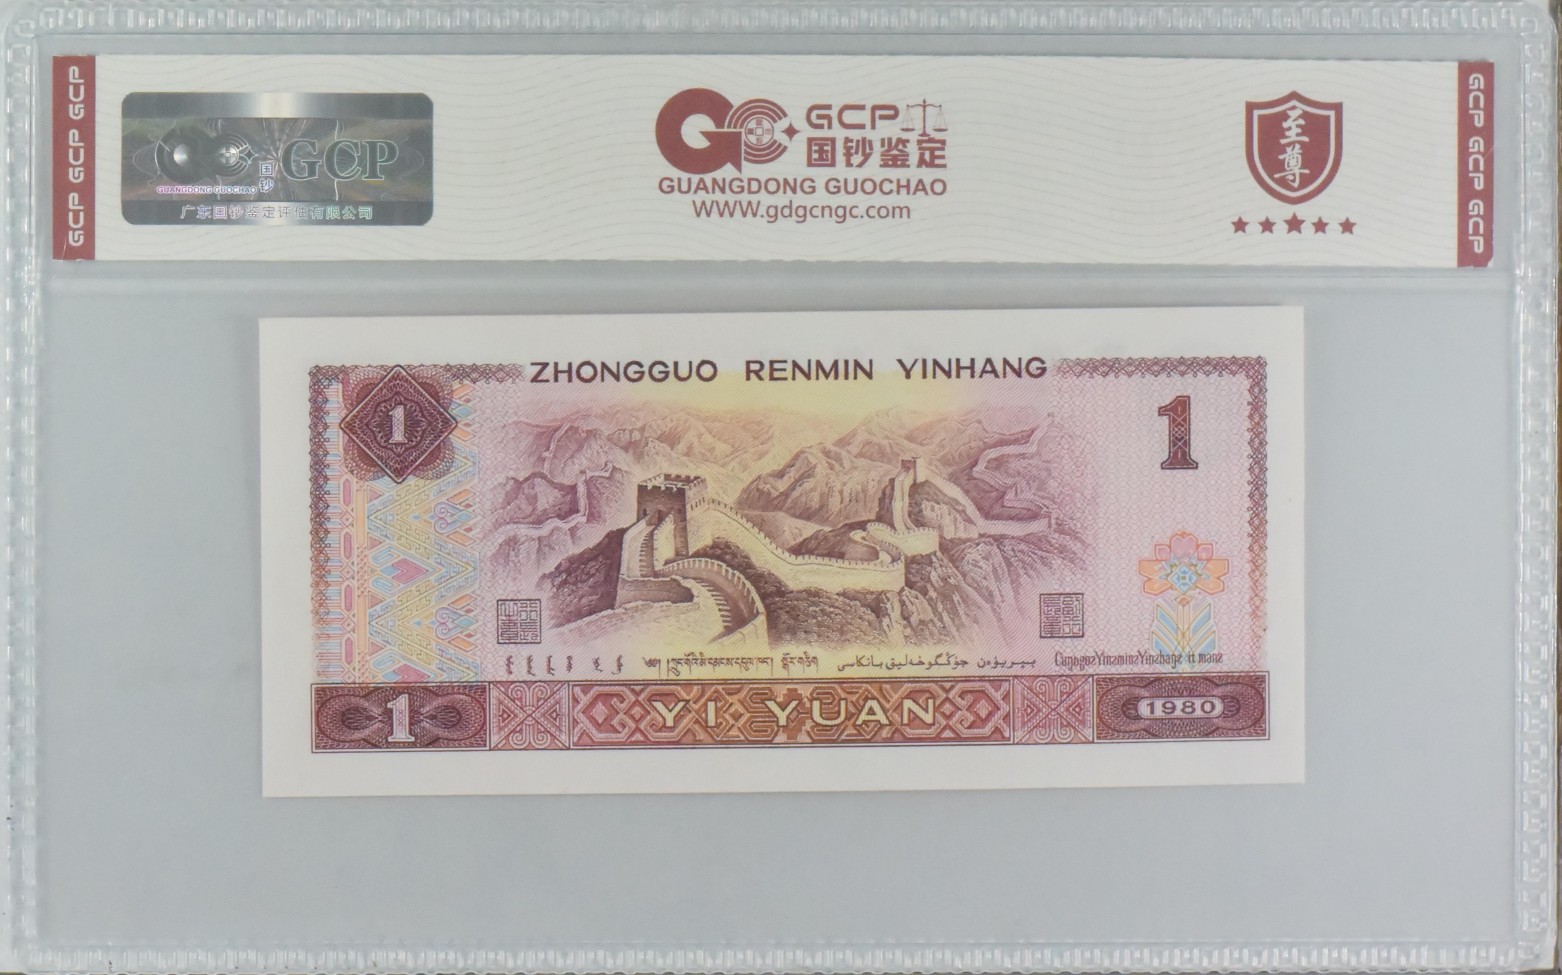 GCP GCP GCP
GCP
国钞
GUANGDONG GUOCHAO
广东国钞鉴定评估有限公司
GCP
国钞鉴定
GUANGDONG GUOCHAO
WWW.gdgcngc.com
至尊
GCP GCP GCP
ZHONGGUO RENMIN YINHANG
1
1
YI YUAN
1
1980